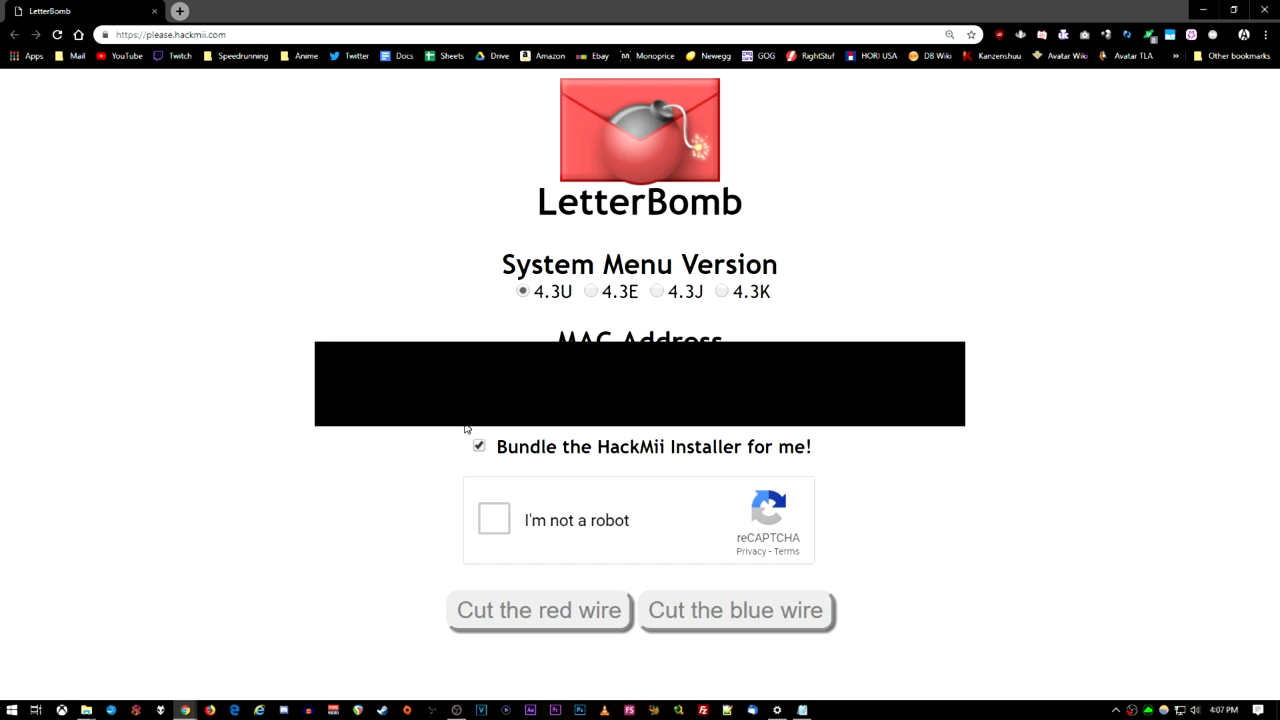 LetterBomb
https://please.hackmii.com
Apps Mail YouTube Twitch Speedrunning Anime Twitter Docs Sheets Drive Amazon Ebay Monoprice Newegg GOG RightStuf HORI USA DB Wiki Kanzenshuu Avatar Wiki Avatar TLA » Other bookmarks
LetterBomb
System Menu Version
4.3U 4.3E 4.3J 4.3K
MAC Address
Bundle the HackMii Installer for me!
I'm not a robot
reCAPTCHA
Privacy - Terms
Cut the red wire Cut the blue wire
4:07 PM